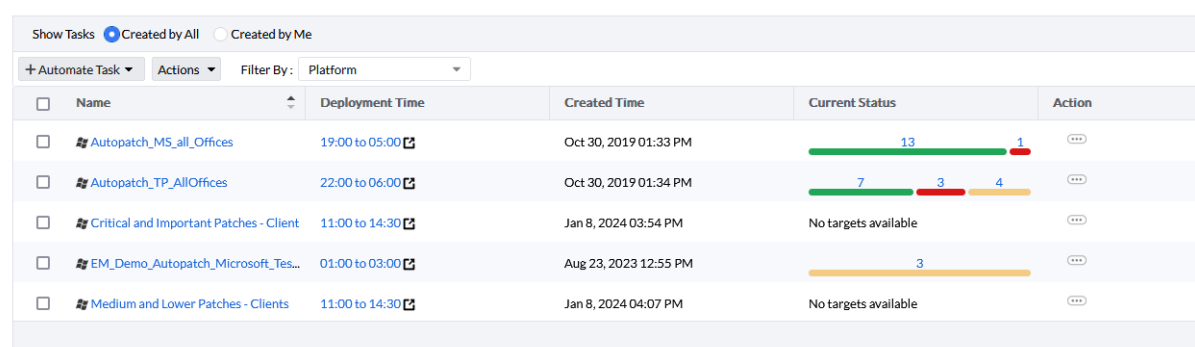 Show Tasks Created by All Created by Me
+ Automate Task Actions Filter By : Platform
Name Deployment Time Created Time Current Status Action
Autopatch_MS_all_Offices 19:00 to 05:00 Oct 30, 2019 01:33 PM 13 1
Autopatch_TP_AllOffices 22:00 to 06:00 Oct 30, 2019 01:34 PM 7 3 4
Critical and Important Patches - Client 11:00 to 14:30 Jan 8, 2024 03:54 PM No targets available
EM_Demo_Autopatch_Microsoft_Tes... 01:00 to 03:00 Aug 23, 2023 12:55 PM 3
Medium and Lower Patches - Clients 11:00 to 14:30 Jan 8, 2024 04:07 PM No targets available